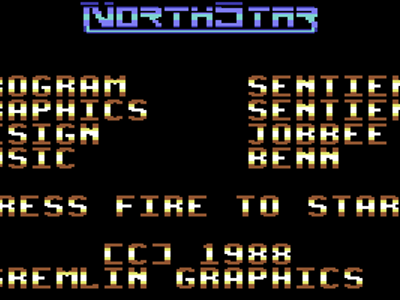 NORTHSTAR
OGRAM SENTIEN
APHICS SENTIEN
SIGN JOBBEE
SIC BENN
RESS FIRE TO STAR
[C] 1988
GREMLIN GRAPHICS